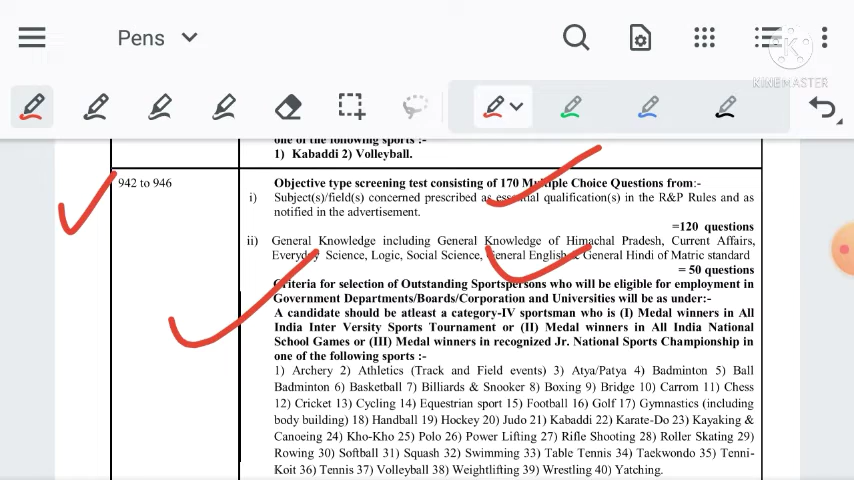 Pens
KINEMASTER
one of the following sports :-
1) Kabaddi 2) Volleyball.
942 to 946
Objective type screening test consisting of 170 Multiple Choice Questions from:-
i) Subject(s)/field(s) concerned prescribed as essential qualification(s) in the R&P Rules and as
notified in the advertisement.
=120 questions
ii) General Knowledge including General Knowledge of Himachal Pradesh, Current Affairs,
Everyday Science, Logic, Social Science, General English & General Hindi of Matric standard
= 50 questions
Criteria for selection of Outstanding Sportspersons who will be eligible for employment in
Government Departments/Boards/Corporation and Universities will be as under:-
A candidate should be atleast a category-IV sportsman who is (I) Medal winners in All
India Inter Versity Sports Tournament or (II) Medal winners in All India National
School Games or (III) Medal winners in recognized Jr. National Sports Championship in
one of the following sports :-
1) Archery 2) Athletics (Track and Field events) 3) Atya/Patya 4) Badminton 5) Ball
Badminton 6) Basketball 7) Billiards & Snooker 8) Boxing 9) Bridge 10) Carrom 11) Chess
12) Cricket 13) Cycling 14) Equestrian sport 15) Football 16) Golf 17) Gymnastics (including
body building) 18) Handball 19) Hockey 20) Judo 21) Kabaddi 22) Karate-Do 23) Kayaking &
Canoeing 24) Kho-Kho 25) Polo 26) Power Lifting 27) Rifle Shooting 28) Roller Skating 29)
Rowing 30) Softball 31) Squash 32) Swimming 33) Table Tennis 34) Taekwondo 35) Tenni-
Koit 36) Tennis 37) Volleyball 38) Weightlifting 39) Wrestling 40) Yatching.